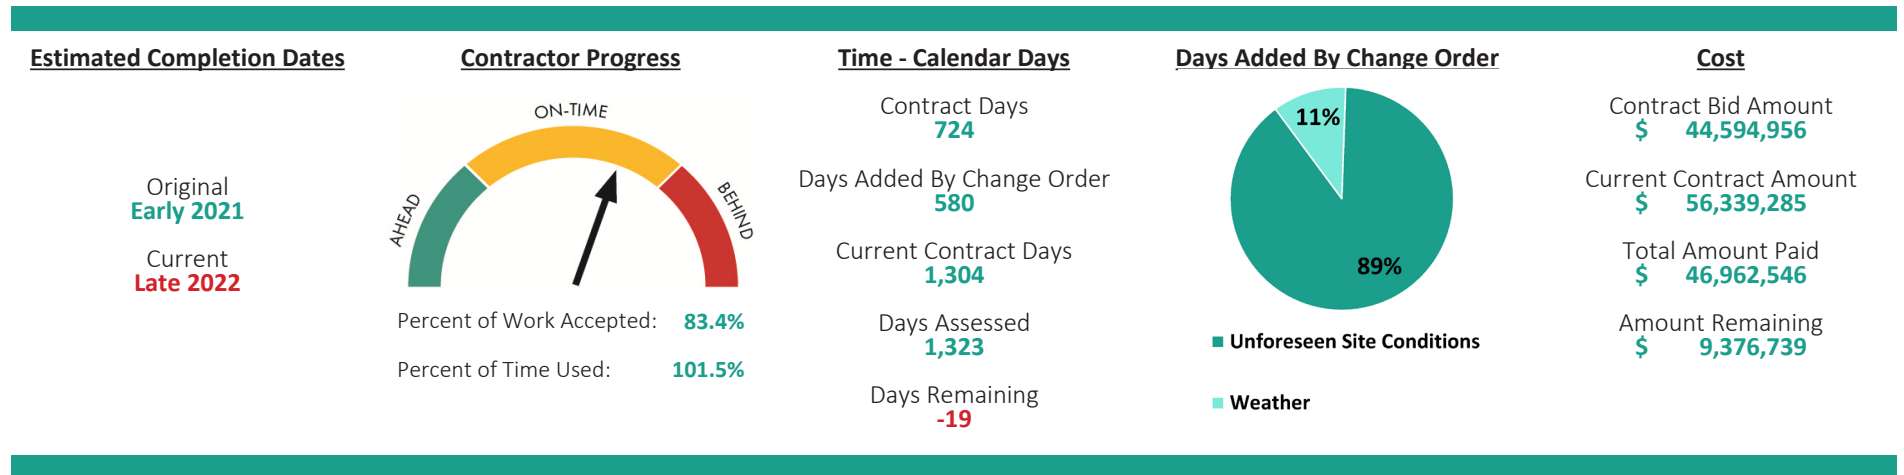 Estimated Completion Dates
Original
Early 2021
Current
Late 2022
Contractor Progress
AHEAD
ON-TIME
BEHIND
Percent of Work Accepted: 83.4%
Percent of Time Used: 101.5%
Time - Calendar Days
Contract Days
724
Days Added By Change Order
580
Current Contract Days
1,304
Days Assessed
1,323
Days Remaining
-19
Days Added By Change Order
11%
89%
Unforeseen Site Conditions
Weather
Cost
Contract Bid Amount
$ 44,594,956
Current Contract Amount
$ 56,339,285
Total Amount Paid
$ 46,962,546
Amount Remaining
$ 9,376,739